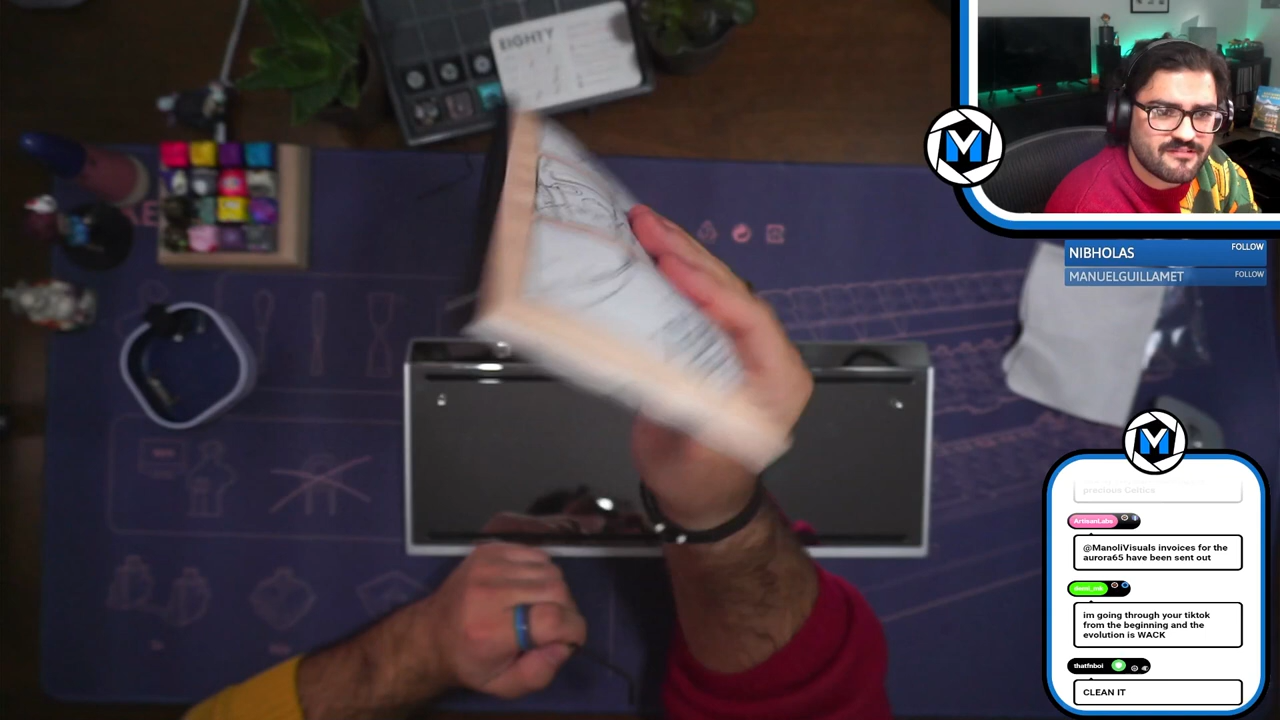 EIGHTY
M
NIBHOLAS
FOLLOW
MANUELGUILLAMET
FOLLOW
M
precious Celtics
ArtisanLabs
@ManoliVisuals invoices for the
aurora65 have been sent out
im going through your tiktok
from the beginning and the
evolution is WACK
thatfnboi
CLEAN IT